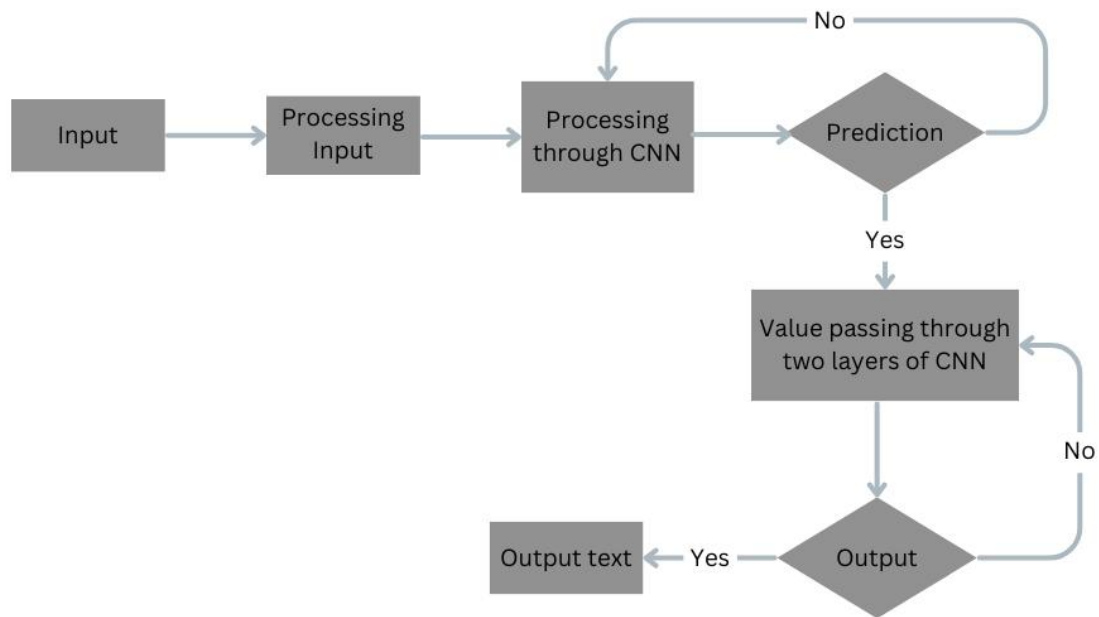 No
Input
Processing
Input
Processing
through CNN
Prediction
Yes
Value passing through
two layers of CNN
No
Output text
Yes
Output